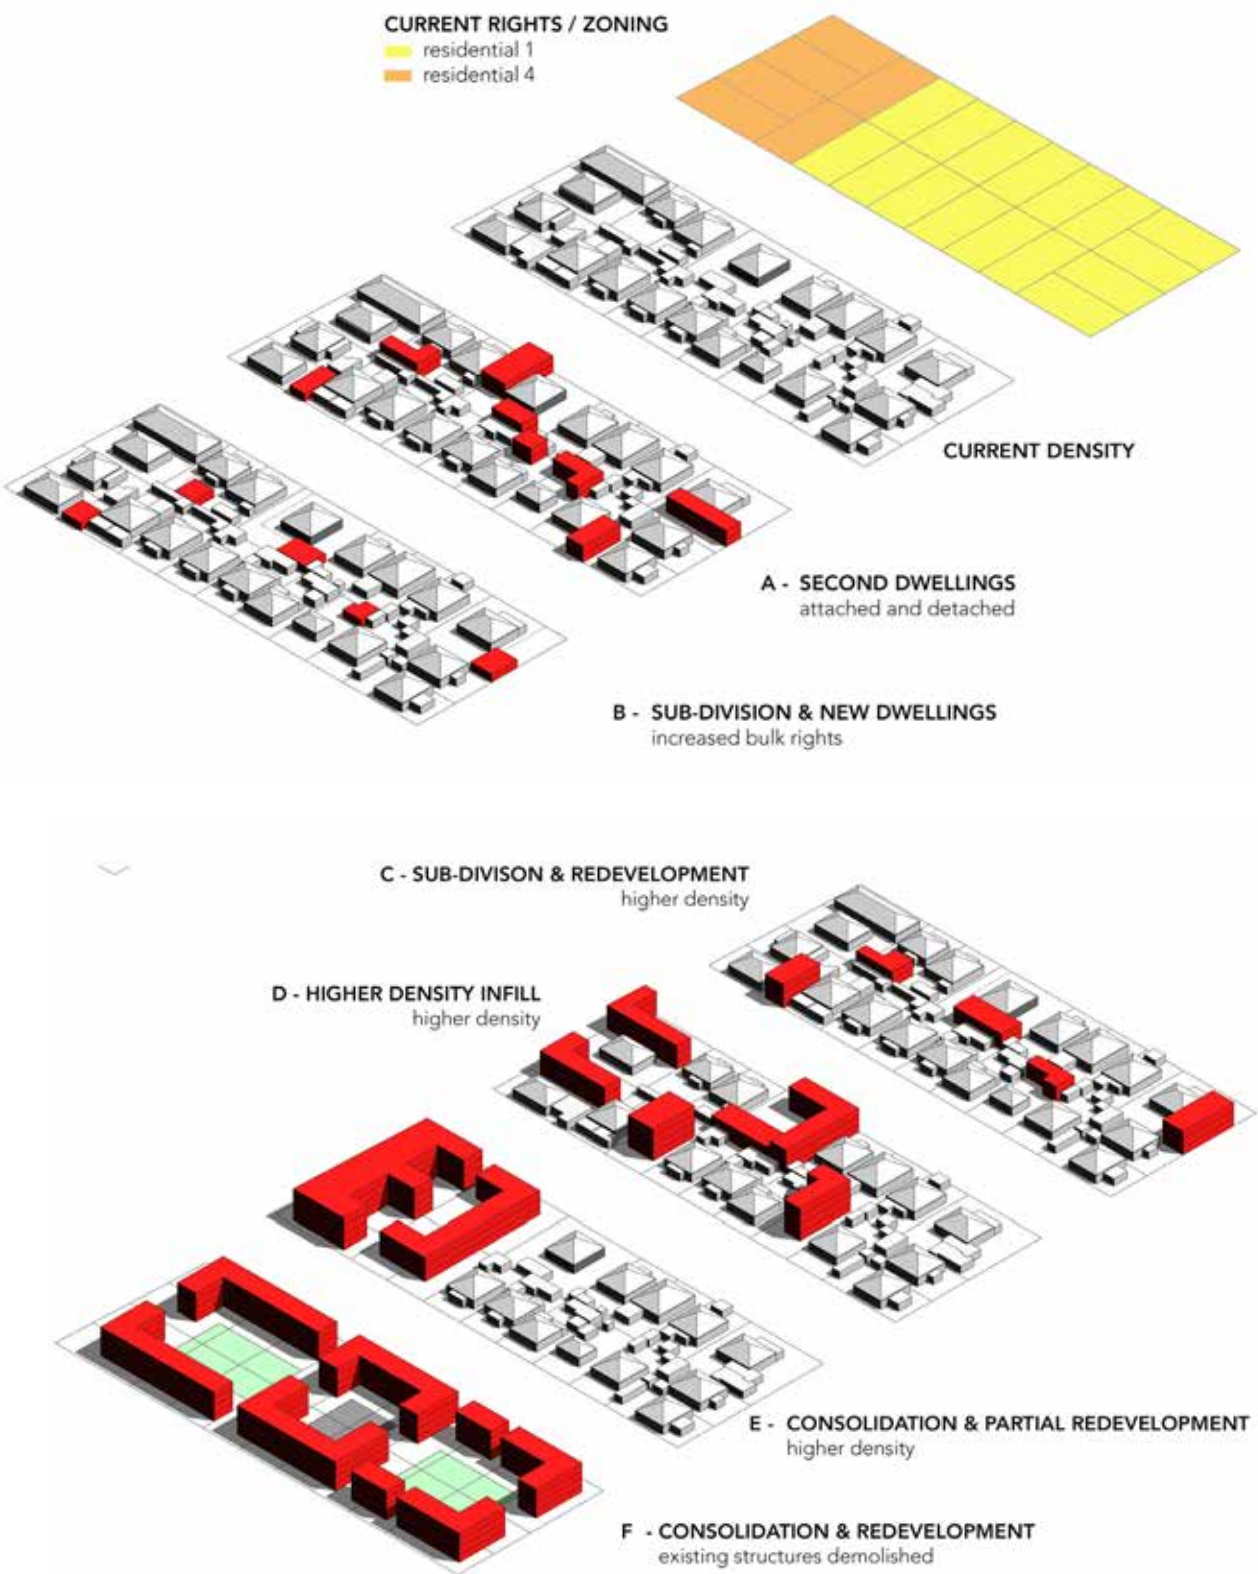 CURRENT RIGHTS / ZONING
residential 1
residential 4
CURRENT DENSITY
A - SECOND DWELLINGS
attached and detached
B - SUB-DIVISION & NEW DWELLINGS
increased bulk rights
C - SUB-DIVISON & REDEVELOPMENT
higher density
D - HIGHER DENSITY INFILL
higher density
E - CONSOLIDATION & PARTIAL REDEVELOPMENT
higher density
F - CONSOLIDATION & REDEVELOPMENT
existing structures demolished